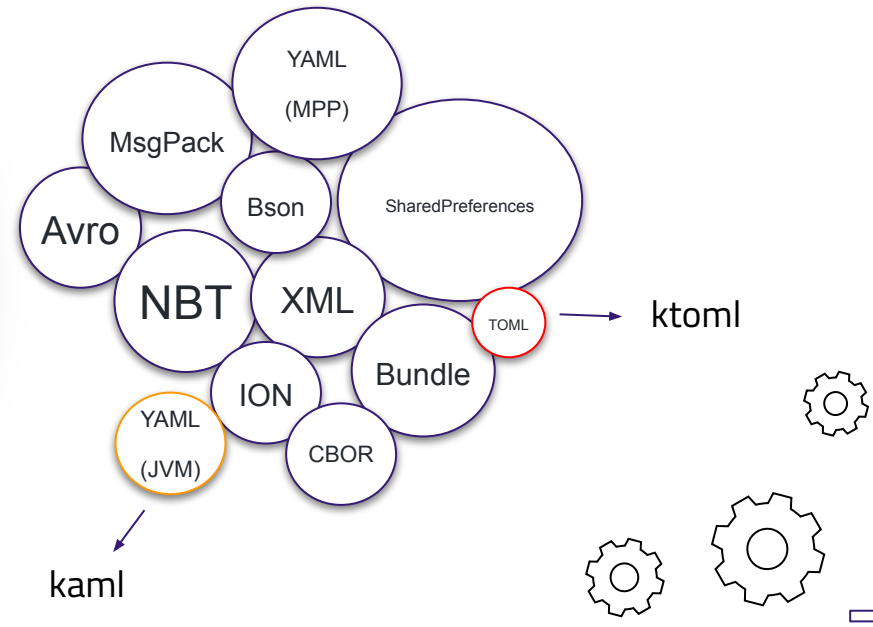 YAML
(MPP)
MsgPack
Bson
SharedPreferences
Avro
NBT
XML
TOML
ktoml
Bundle
ION
YAML
(JVM)
CBOR
kaml